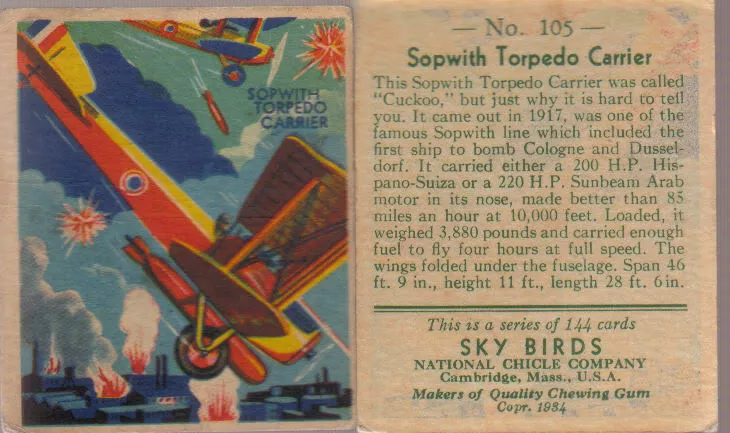 SOPWITH
TORPEDO
CARRIER
— No. 105 —
Sopwith Torpedo Carrier
This Sopwith Torpedo Carrier was called
"Cuckoo," but just why it is hard to tell
you. It came out in 1917, was one of the
famous Sopwith line which included the
first ship to bomb Cologne and Dussel-
dorf. It carried either a 200 H.P. His-
pano-Suiza or a 220 H.P. Sunbeam Arab
motor in its nose, made better than 85
miles an hour at 10,000 feet. Loaded, it
weighed 3,880 pounds and carried enough
fuel to fly four hours at full speed. The
wings folded under the fuselage. Span 46
ft. 9 in., height 11 ft., length 28 ft. 6in.
This is a series of 144 cards
SKY BIRDS
NATIONAL CHICLE COMPANY
Cambridge, Mass., U.S.A.
Makers of Quality Chewing Gum
Copr. 1934